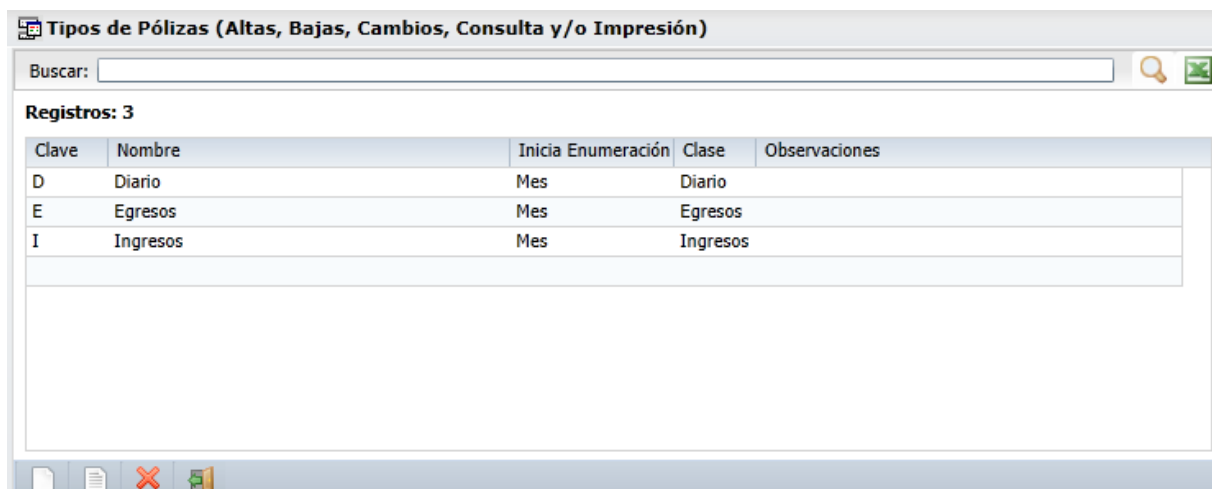 Tipos de Pólizas (Altas, Bajas, Cambios, Consulta y/o Impresión)
Buscar:
Registros: 3
Clave Nombre Inicia Enumeración Clase Observaciones
D Diario Mes Diario
E Egresos Mes Egresos
I Ingresos Mes Ingresos